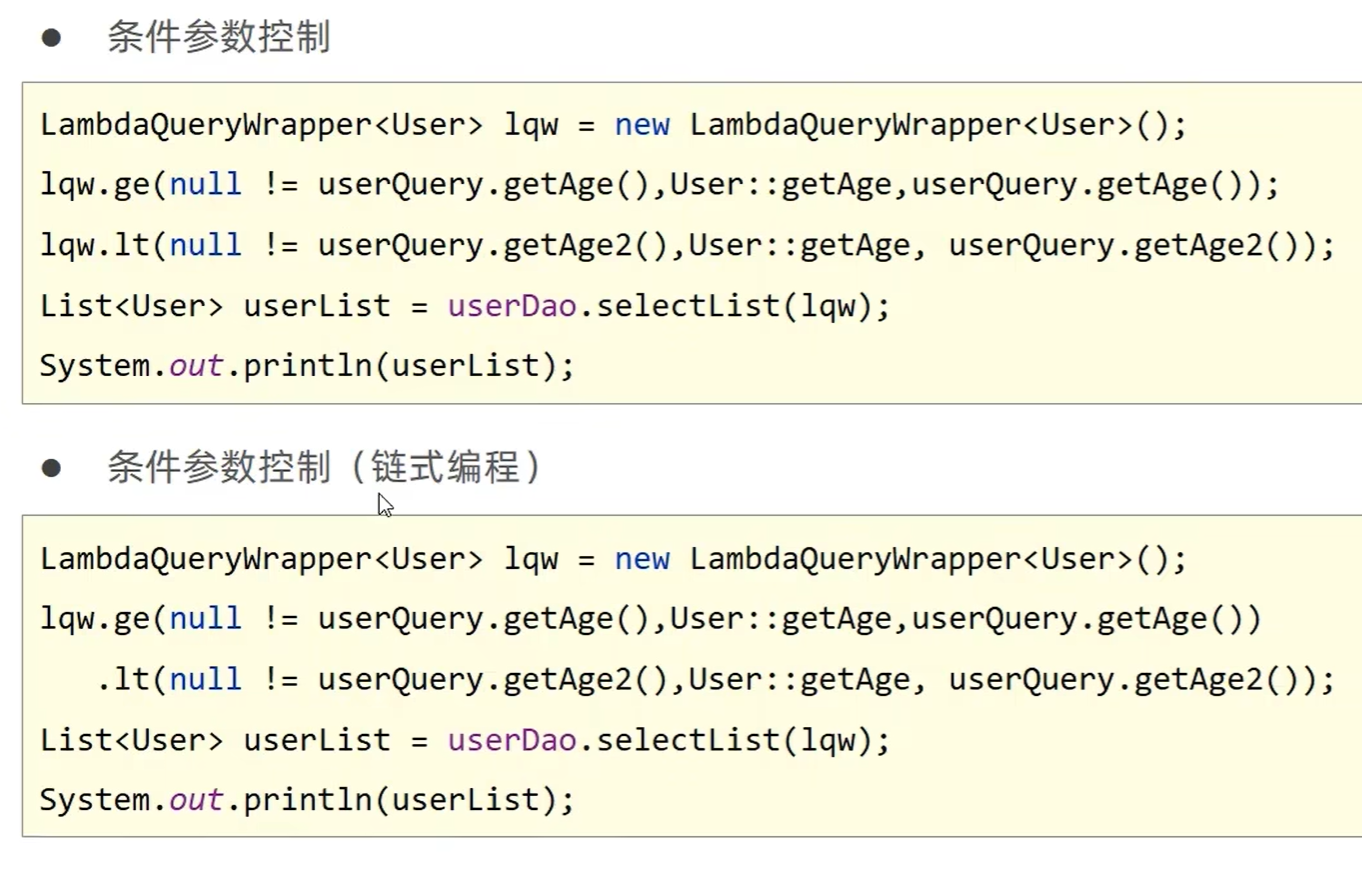 ● 条件参数控制
LambdaQueryWrapper<User> lqw = new LambdaQueryWrapper<User>();
lqw.ge(null != userQuery.getAge(),User::getAge,userQuery.getAge());
lqw.lt(null != userQuery.getAge2(),User::getAge, userQuery.getAge2());
List<User> userList = userDao.selectList(lqw);
System.out.println(userList);
● 条件参数控制（链式编程）
LambdaQueryWrapper<User> lqw = new LambdaQueryWrapper<User>();
lqw.ge(null != userQuery.getAge(),User::getAge,userQuery.getAge())
   .lt(null != userQuery.getAge2(),User::getAge, userQuery.getAge2());
List<User> userList = userDao.selectList(lqw);
System.out.println(userList);